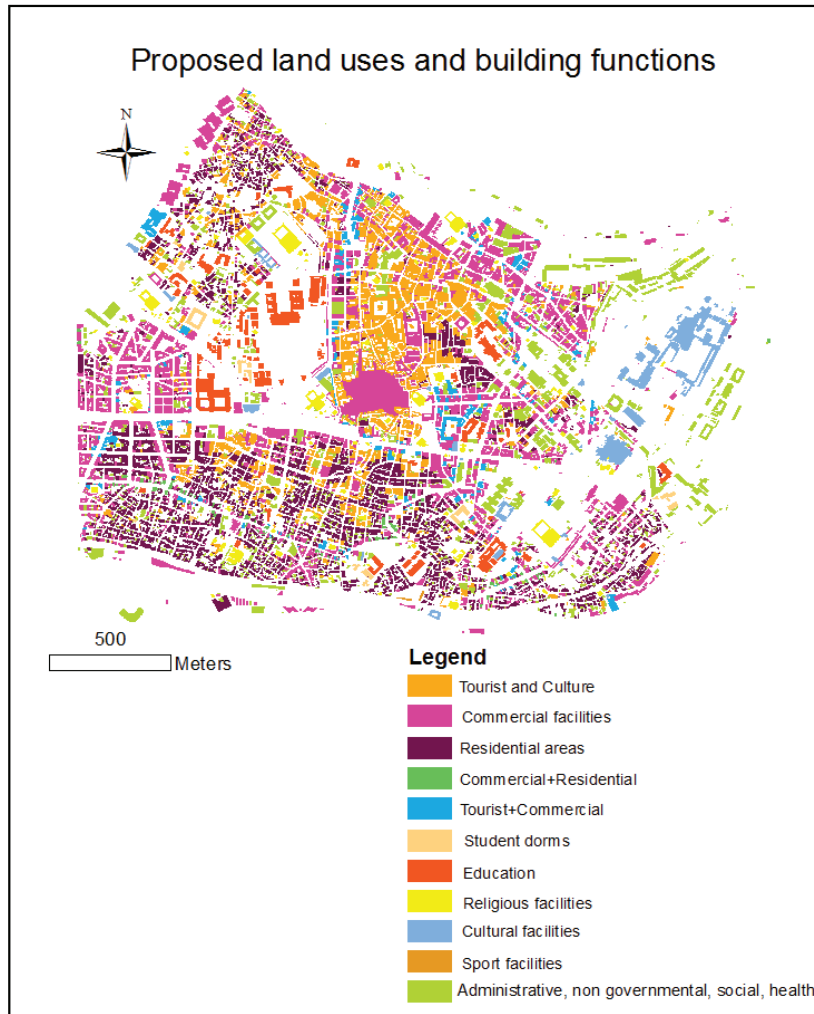 Proposed land uses and building functions
N
500
Meters
Legend
Tourist and Culture
Commercial facilities
Residential areas
Commercial+Residential
Tourist+Commercial
Student dorms
Education
Religious facilities
Cultural facilities
Sport facilities
Administrative, non governmental, social, health